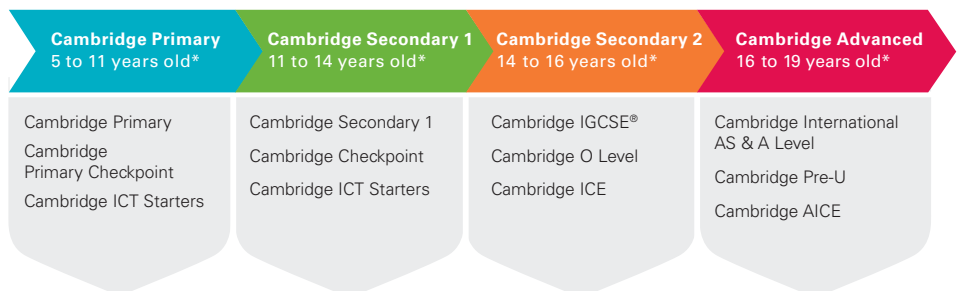 Cambridge Primary
5 to 11 years old*
Cambridge Secondary 1
11 to 14 years old*
Cambridge Secondary 2
14 to 16 years old*
Cambridge Advanced
16 to 19 years old*
Cambridge Primary
Cambridge
Primary Checkpoint
Cambridge ICT Starters
Cambridge Secondary 1
Cambridge Checkpoint
Cambridge ICT Starters
Cambridge IGCSE®
Cambridge O Level
Cambridge ICE
Cambridge International
AS & A Level
Cambridge Pre-U
Cambridge AICE